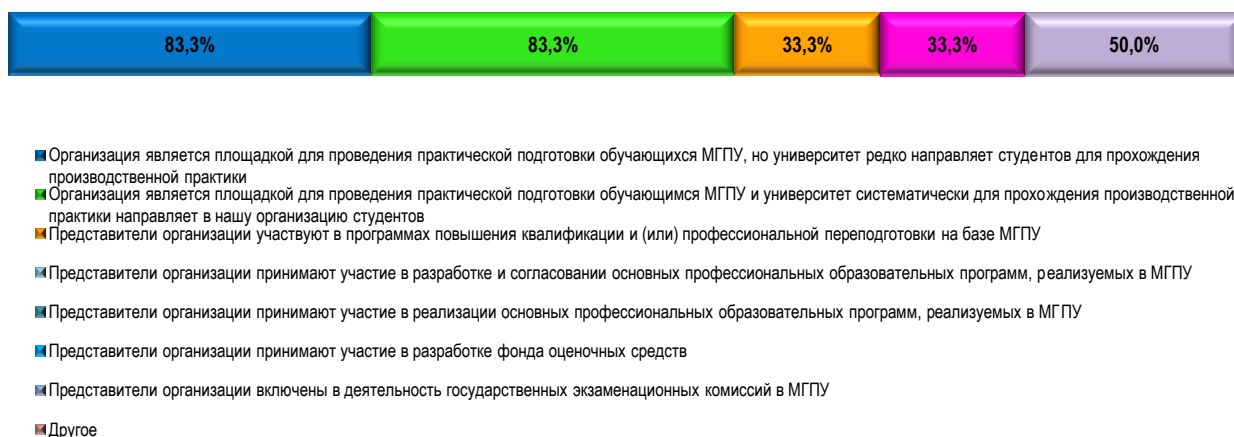 83,3% 83,3% 33,3% 33,3% 50,0%
Организация является площадкой для проведения практической подготовки обучающихся МГПУ, но университет редко направляет студентов для прохождения
производственной практики
Организация является площадкой для проведения практической подготовки обучающимся МГПУ и университет систематически для прохождения производственной
практики направляет в нашу организацию студентов
Представители организации участвуют в программах повышения квалификации и (или) профессиональной переподготовки на базе МГПУ
Представители организации принимают участие в разработке и согласовании основных профессиональных образовательных программ, реализуемых в МГПУ
Представители организации принимают участие в реализации основных профессиональных образовательных программ, реализуемых в МГПУ
Представители организации принимают участие в разработке фонда оценочных средств
Представители организации включены в деятельность государственных экзаменационных комиссий в МГПУ
Другое